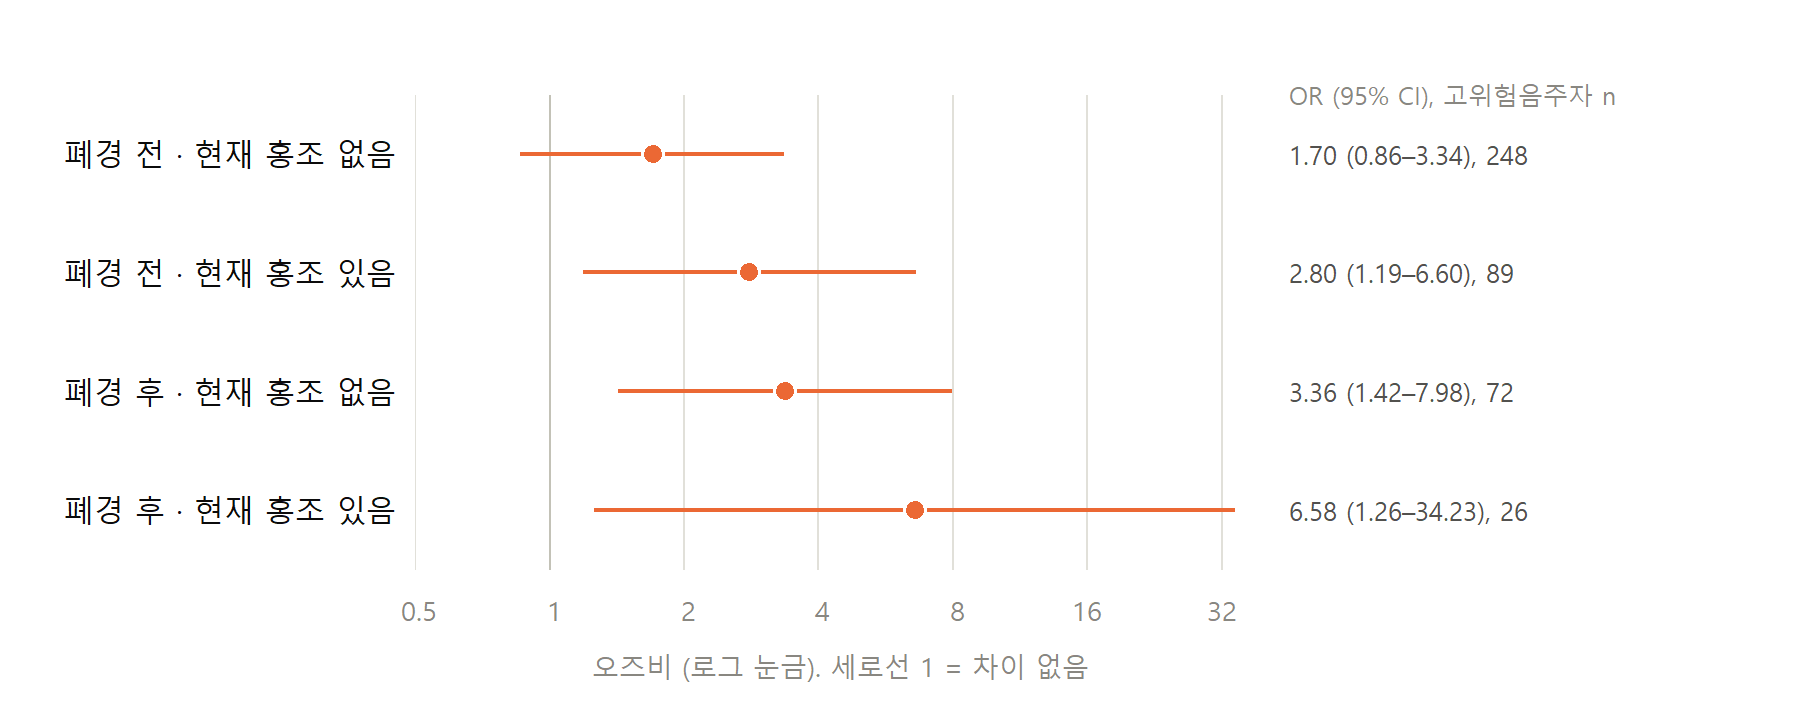 OR (95% CI), 고위험음주자 n
폐경 전 · 현재 홍조 없음 1.70 (0.86–3.34), 248
폐경 전 · 현재 홍조 있음 2.80 (1.19–6.60), 89
폐경 후 · 현재 홍조 없음 3.36 (1.42–7.98), 72
폐경 후 · 현재 홍조 있음 6.58 (1.26–34.23), 26
0.5 1 2 4 8 16 32
오즈비 (로그 눈금). 세로선 1 = 차이 없음